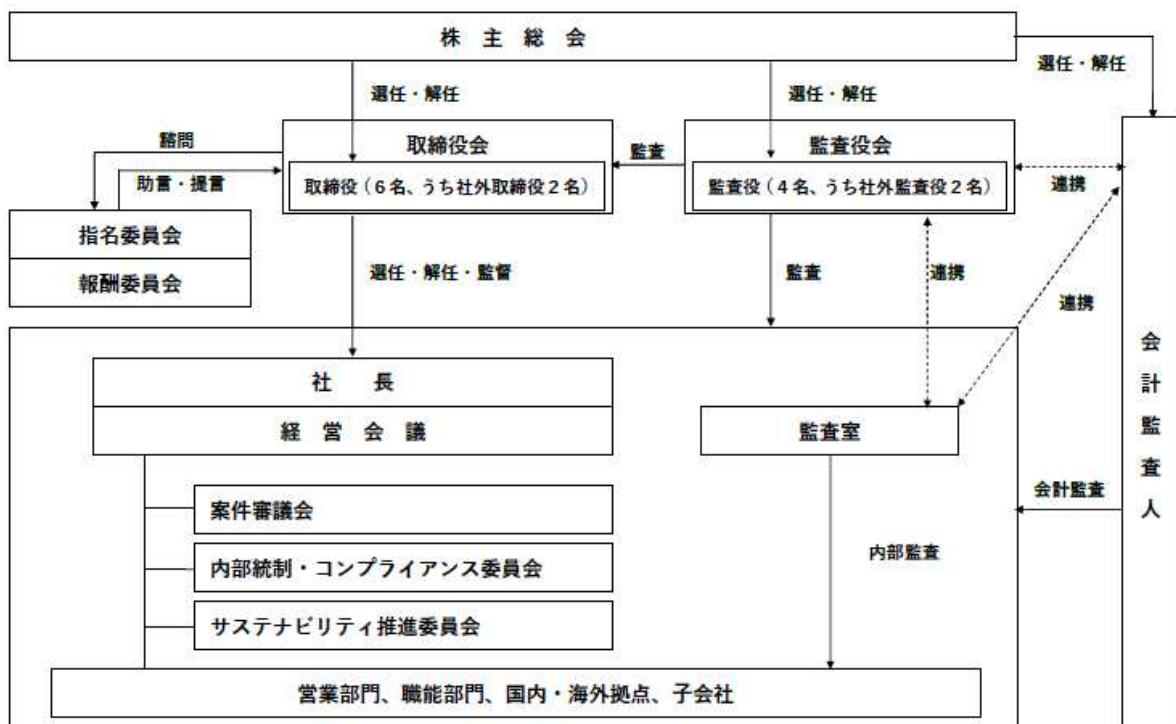 株 主 総 会
選任・解任
選任・解任
選任・解任
諮問
取締役会
監査
監査役会
助言・提言
取締役（６名、うち社外取締役２名）
監査役（４名、うち社外監査役２名）
連携
指名委員会
報酬委員会
選任・解任・監督
監査
連携
連携
会計監査人
社　長
経 営 会 議
監査室
案件審議会
会計監査
内部統制・コンプライアンス委員会
内部監査
サステナビリティ推進委員会
営業部門、職能部門、国内・海外拠点、子会社